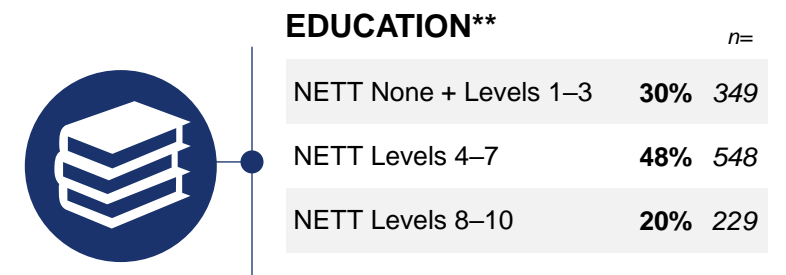 EDUCATION** n=
NETT None + Levels 1–3 30% 349
NETT Levels 4–7 48% 548
NETT Levels 8–10 20% 229